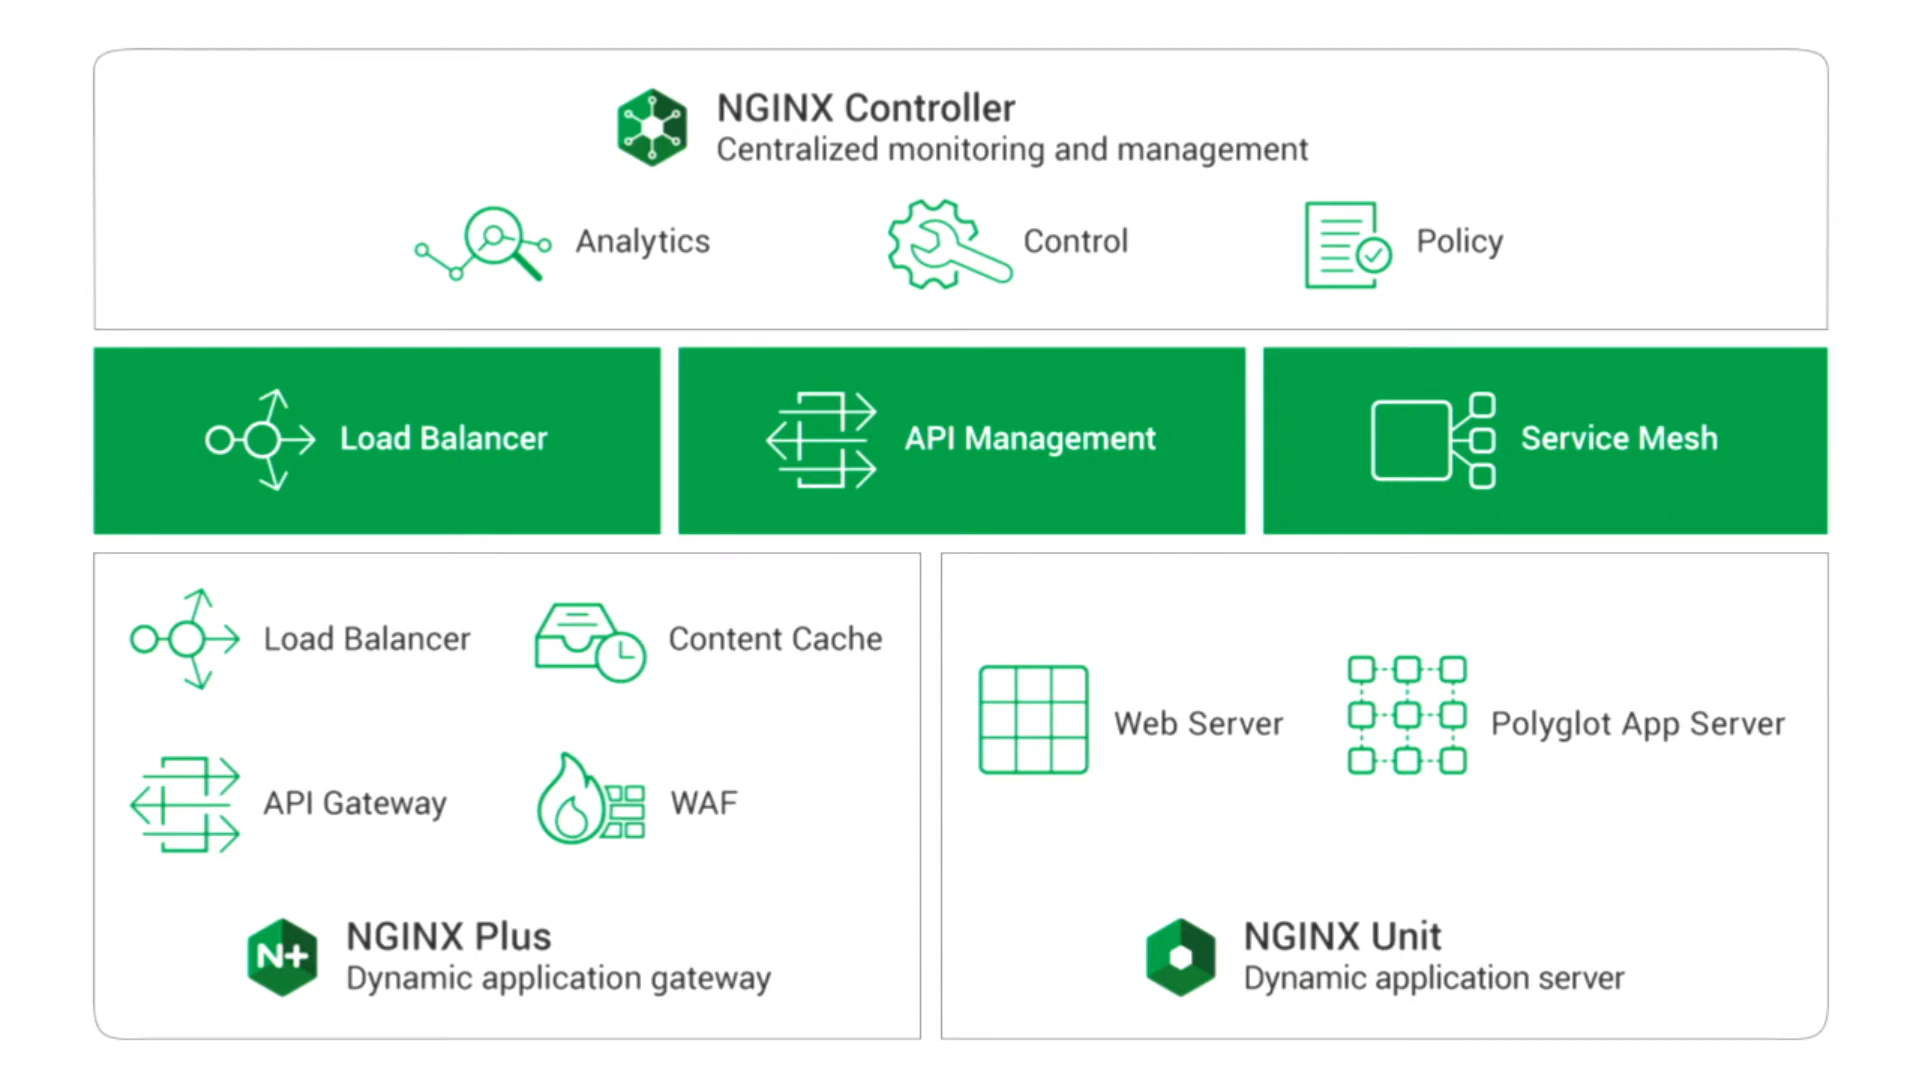 NGINX Controller
Centralized monitoring and management
Analytics
Control
Policy
Load Balancer
API Management
Service Mesh
Load Balancer
Content Cache
API Gateway
WAF
N+
NGINX Plus
Dynamic application gateway
Web Server
Polyglot App Server
NGINX Unit
Dynamic application server